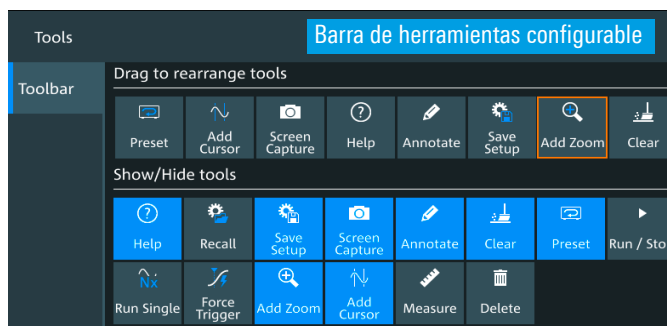 Tools
Barra de herramientas configurable
Toolbar
Drag to rearrange tools
Preset
Add
Cursor
Screen
Capture
Help
Annotate
Save
Setup
Add Zoom
Clear
Show/Hide tools
Help
Recall
Save
Setup
Screen
Capture
Annotate
Clear
Preset
Run / Sto
Nx
Run Single
Force
Trigger
Add Zoom
Add
Cursor
Measure
Delete